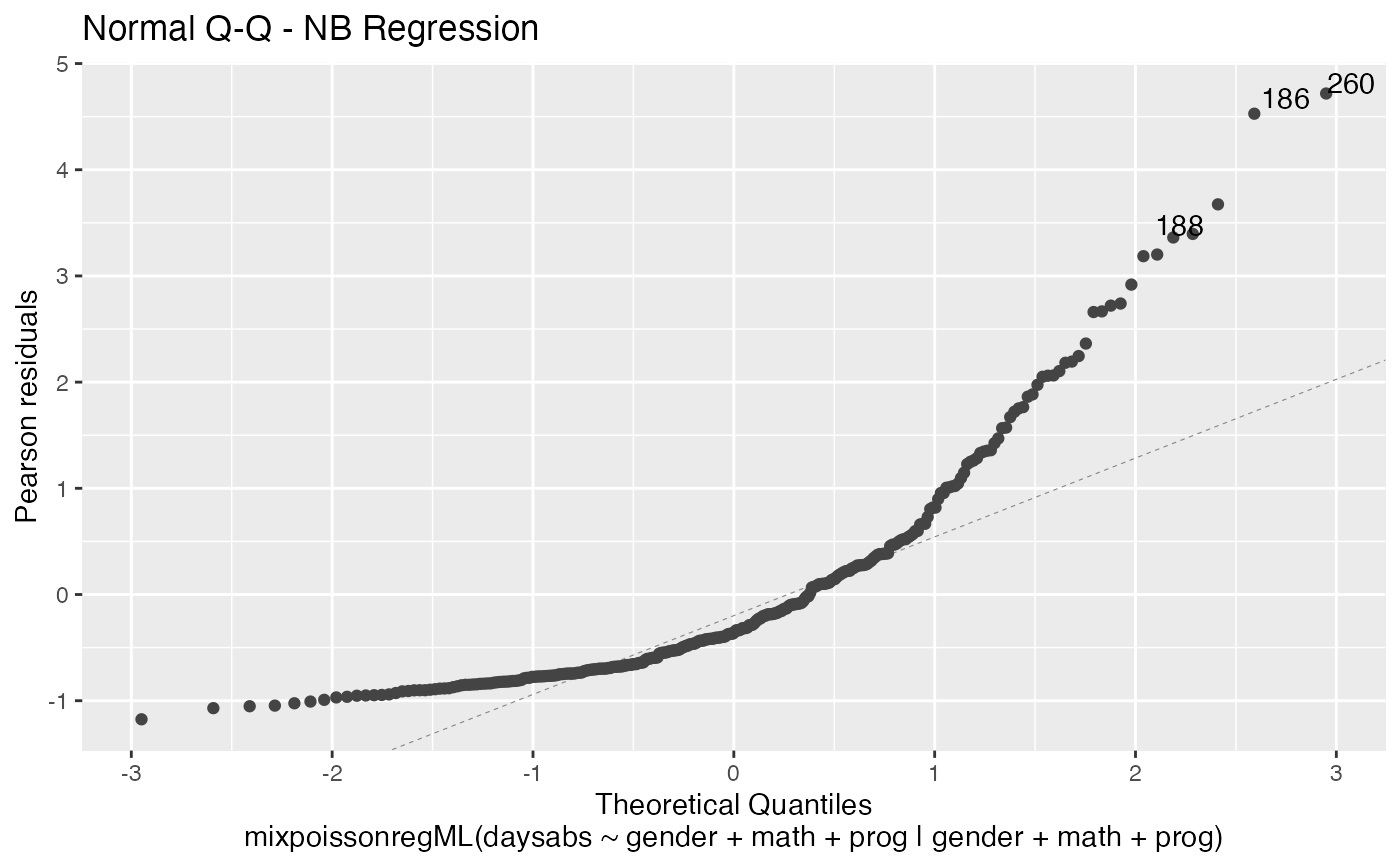 Normal Q-Q - NB Regression
5
260
186
4
188
3
2
1
0
-1
Pearson residuals
-3 -2 -1 0 1 2 3
Theoretical Quantiles
mixpoissonregML(daysabs ~ gender + math + prog | gender + math + prog)